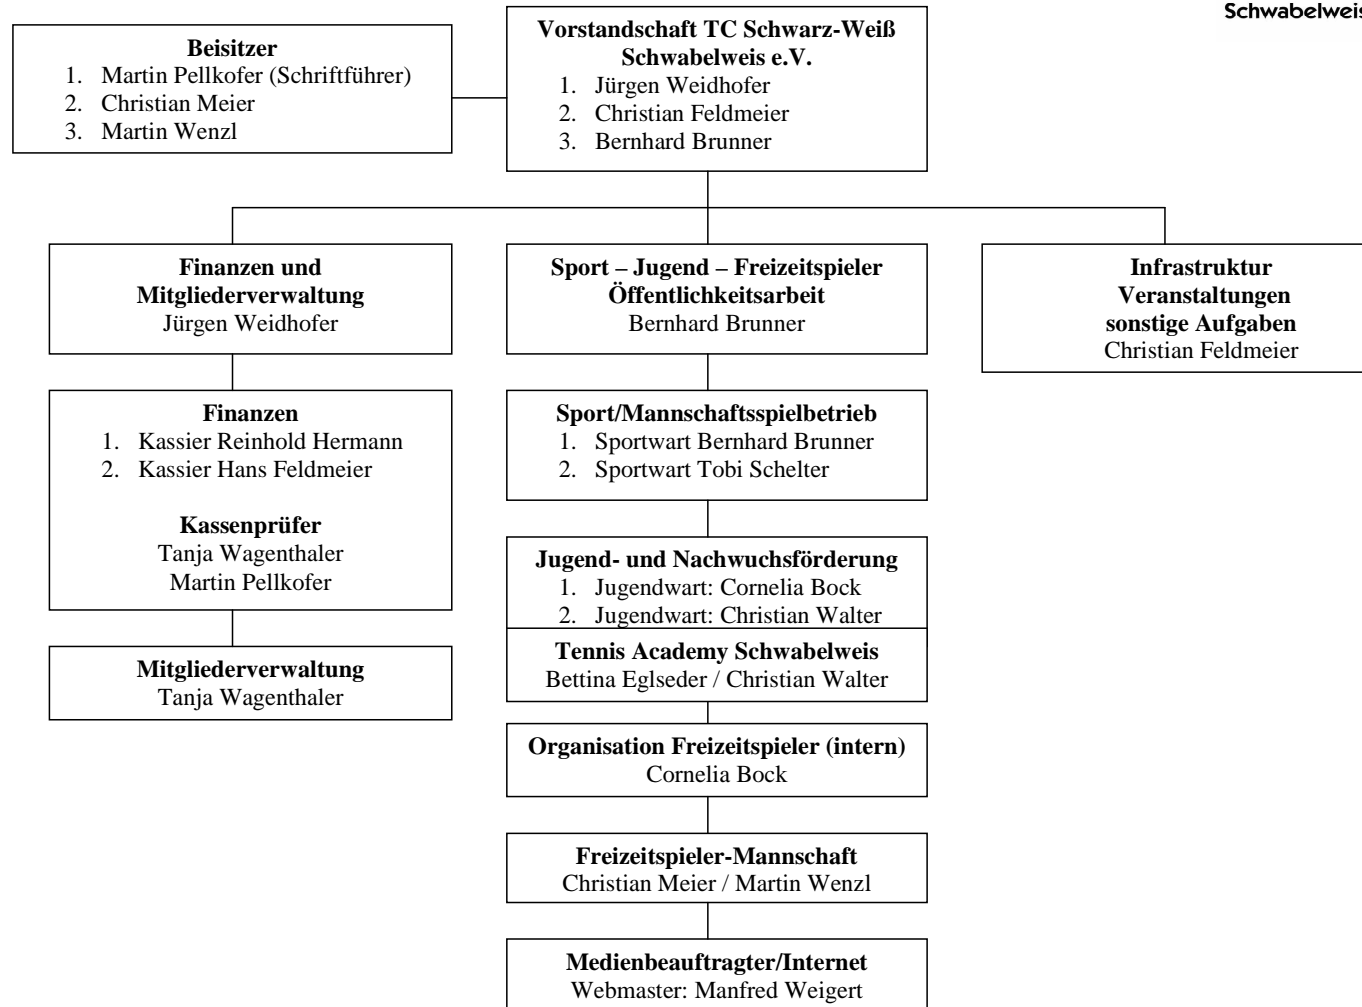 Schwabelweis
Beisitzer
1. Martin Pellkofer (Schriftführer)
2. Christian Meier
3. Martin Wenzl
Vorstandschaft TC Schwarz-Weiß
Schwabelweis e.V.
1. Jürgen Weidhofer
2. Christian Feldmeier
3. Bernhard Brunner
Finanzen und
Mitgliederverwaltung
Jürgen Weidhofer
Sport – Jugend – Freizeitspieler
Öffentlichkeitsarbeit
Bernhard Brunner
Infrastruktur
Veranstaltungen
sonstige Aufgaben
Christian Feldmeier
Finanzen
1. Kassier Reinhold Hermann
2. Kassier Hans Feldmeier
Kassenprüfer
Tanja Wagenthaler
Martin Pellkofer
Mitgliederverwaltung
Tanja Wagenthaler
Sport/Mannschaftsspielbetrieb
1. Sportwart Bernhard Brunner
2. Sportwart Tobi Schelter
Jugend- und Nachwuchsförderung
1. Jugendwart: Cornelia Bock
2. Jugendwart: Christian Walter
Tennis Academy Schwabelweis
Bettina Eglseder / Christian Walter
Organisation Freizeitspieler (intern)
Cornelia Bock
Freizeitspieler-Mannschaft
Christian Meier / Martin Wenzl
Medienbeauftragter/Internet
Webmaster: Manfred Weigert